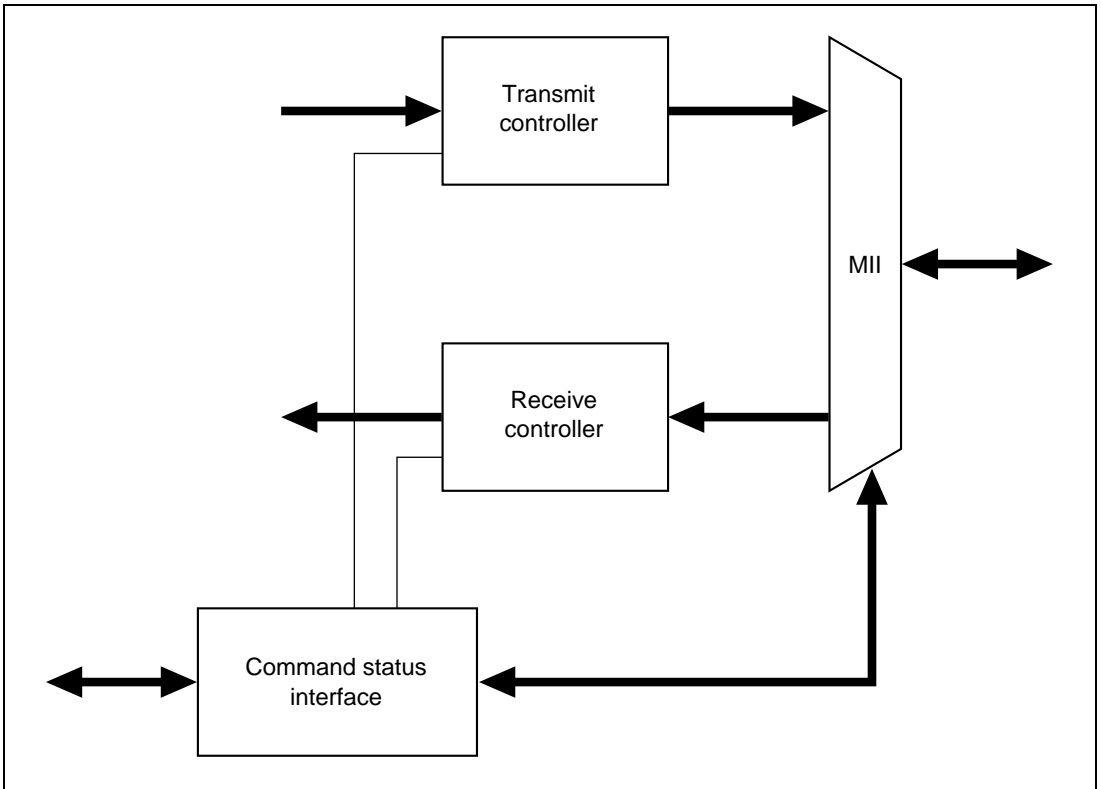 Transmit
controller
MII
Receive
controller
Command status
interface